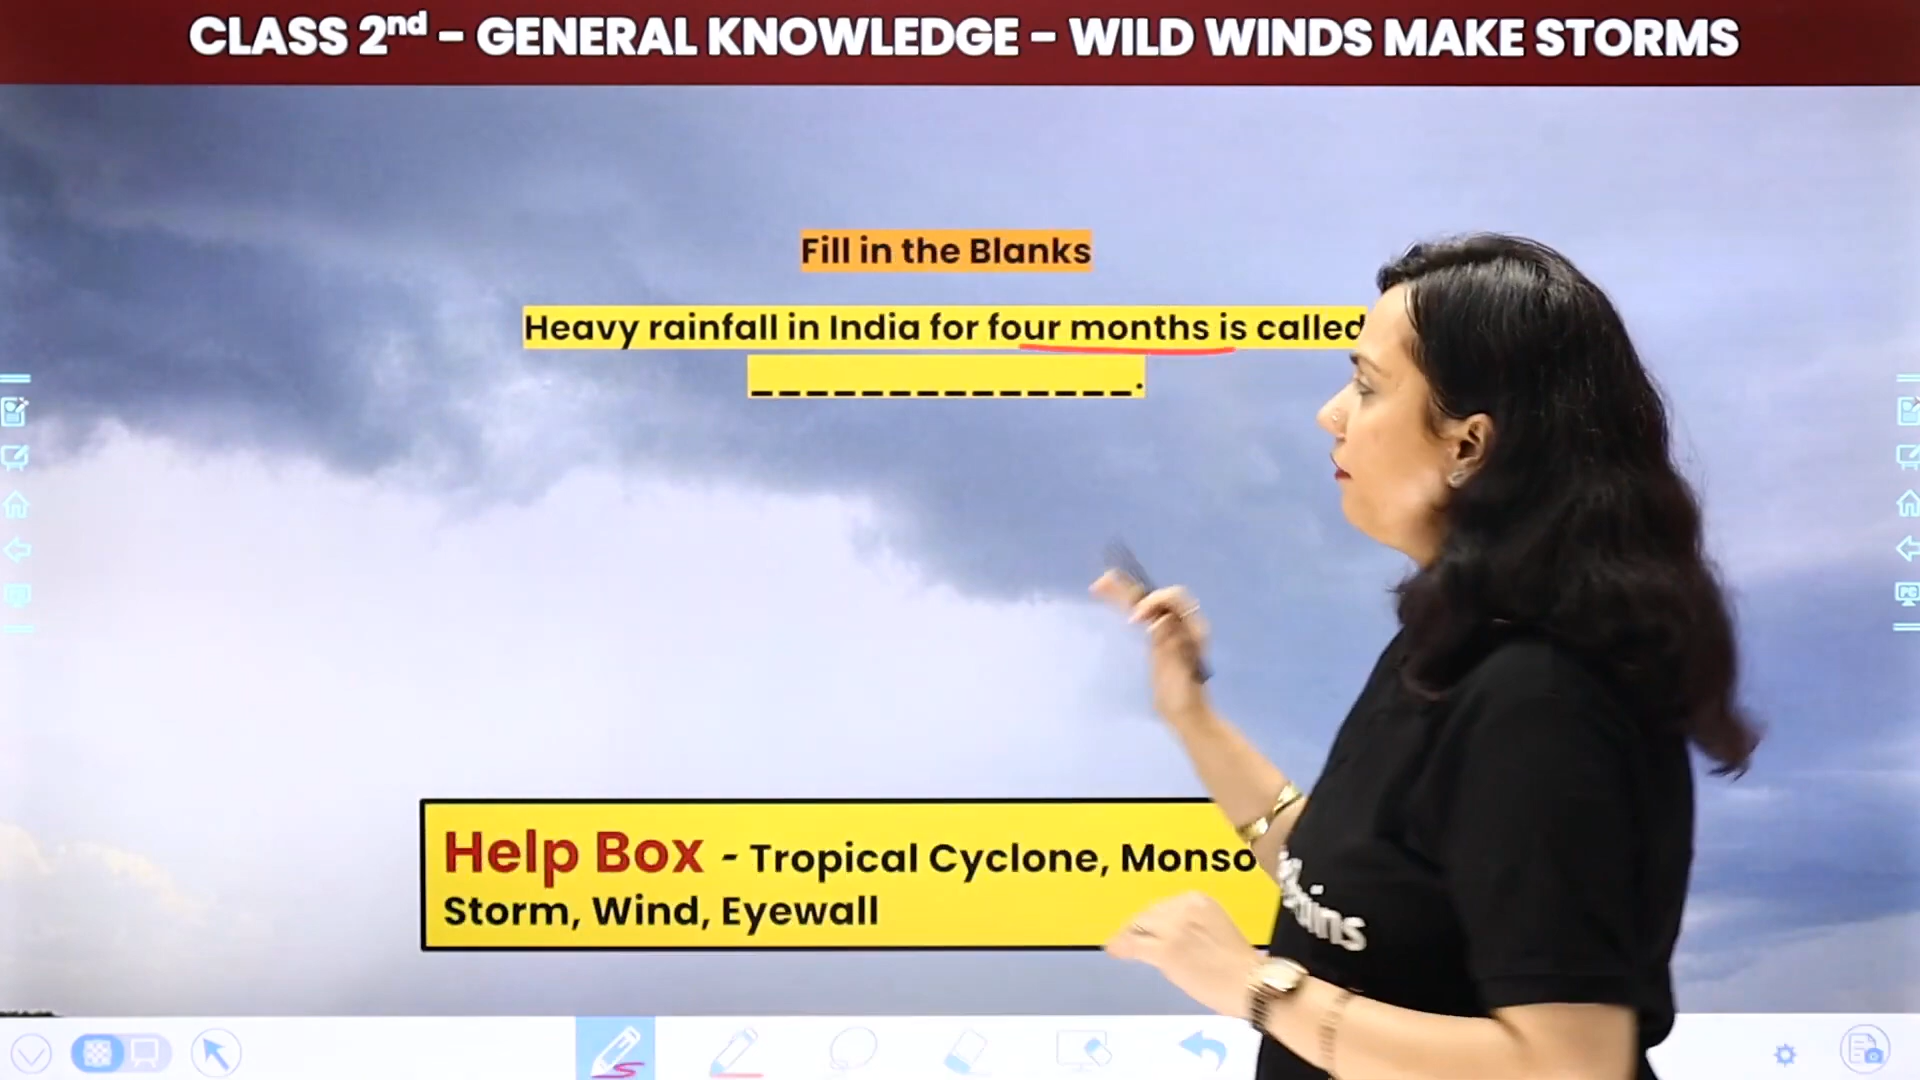 CLASS 2nd - GENERAL KNOWLEDGE - WILD WINDS MAKE STORMS
Fill in the Blanks
Heavy rainfall in India for four months is called
______________.
Help Box - Tropical Cyclone, Monso
Storm, Wind, Eyewall